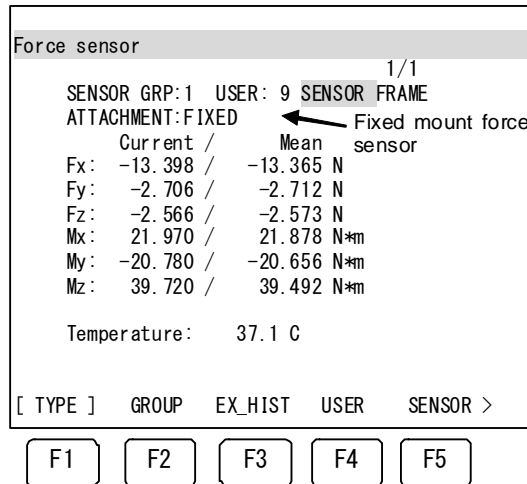 Force sensor
1/1
SENSOR GRP:1 USER: 9 SENSOR FRAME
ATTACHMENT:FIXED
Fixed mount force
sensor
Current / Mean
Fx: -13.398 / -13.365 N
Fy: -2.706 / -2.712 N
Fz: -2.566 / -2.573 N
Mx: 21.970 / 21.878 N*m
My: -20.780 / -20.656 N*m
Mz: 39.720 / 39.492 N*m
Temperature: 37.1 C
[ TYPE ] GROUP EX_HIST USER SENSOR >
F1 F2 F3 F4 F5